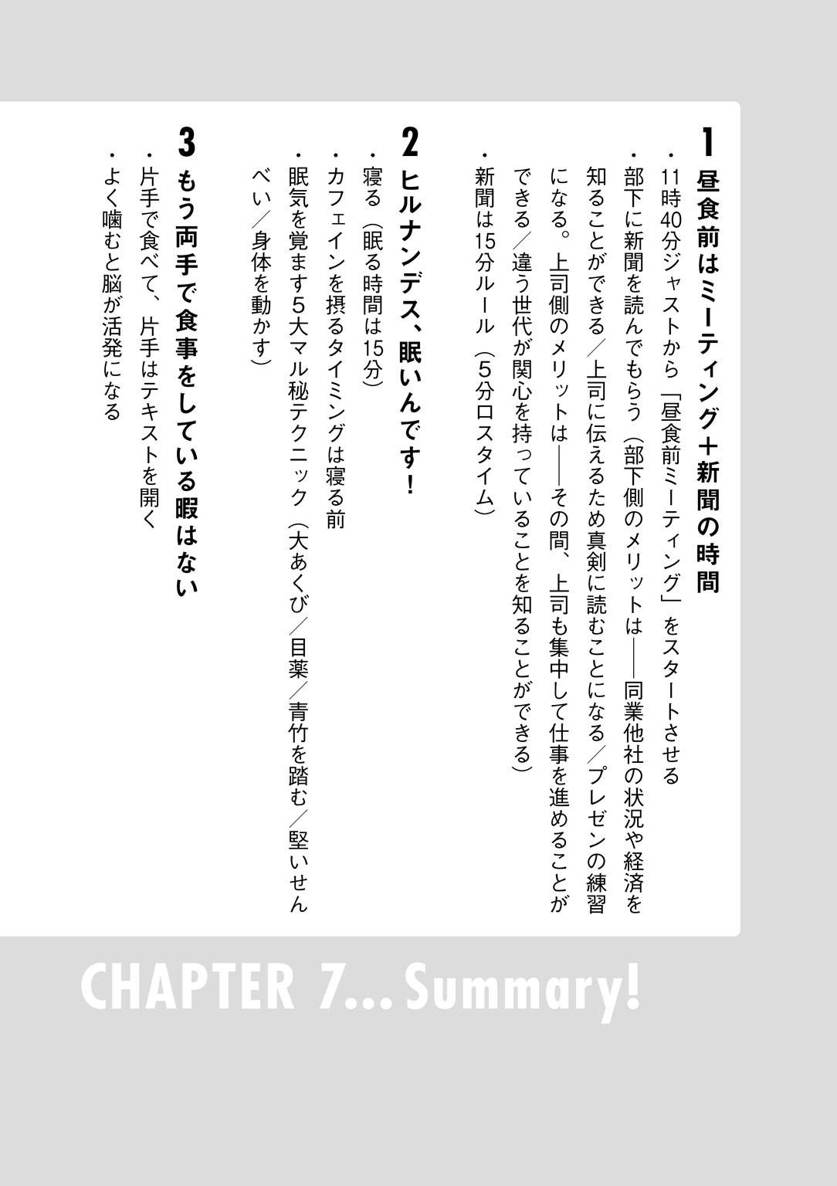 1 昼食前はミーティング＋新聞の時間
・11時40分ジャストから「昼食前ミーティング」をスタートさせる
・部下に新聞を読んでもらう（部下側のメリットは――同業他社の状況や経済を
知ることができる／上司に伝えるため真剣に読むことになる／プレゼンの練習
になる。上司側のメリットは――その間、上司も集中して仕事を進めることが
できる／違う世代が関心を持っていることを知ることができる）
・新聞は15分ルール（５分ロスタイム）
2 ヒルナンデス、眠いんです！
・寝る（眠る時間は15分）
・カフェインを摂るタイミングは寝る前
・眠気を覚ます５大マル秘テクニック（大あくび／目薬／青竹を踏む／堅いせん
べい／身体を動かす）
3 もう両手で食事をしている暇はない
・片手で食べて、片手はテキストを開く
・よく噛むと脳が活発になる
CHAPTER 7... Summary!